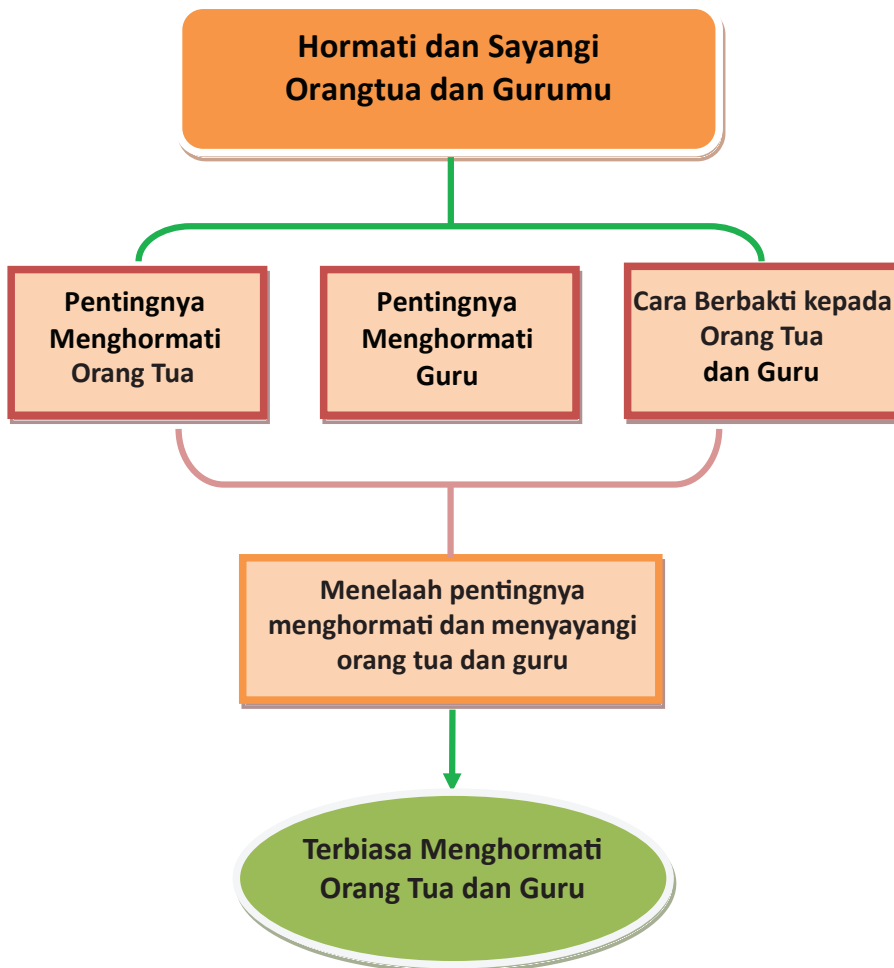 Hormati dan Sayangi
Orangtua dan Gurumu
Pentingnya
Menghormati
Orang Tua
Pentingnya
Menghormati
Guru
Cara Berbakti kepada
Orang Tua
dan Guru
Menelaah pentingnya
menghormati dan menyayangi
orang tua dan guru
Terbiasa Menghormati
Orang Tua dan Guru